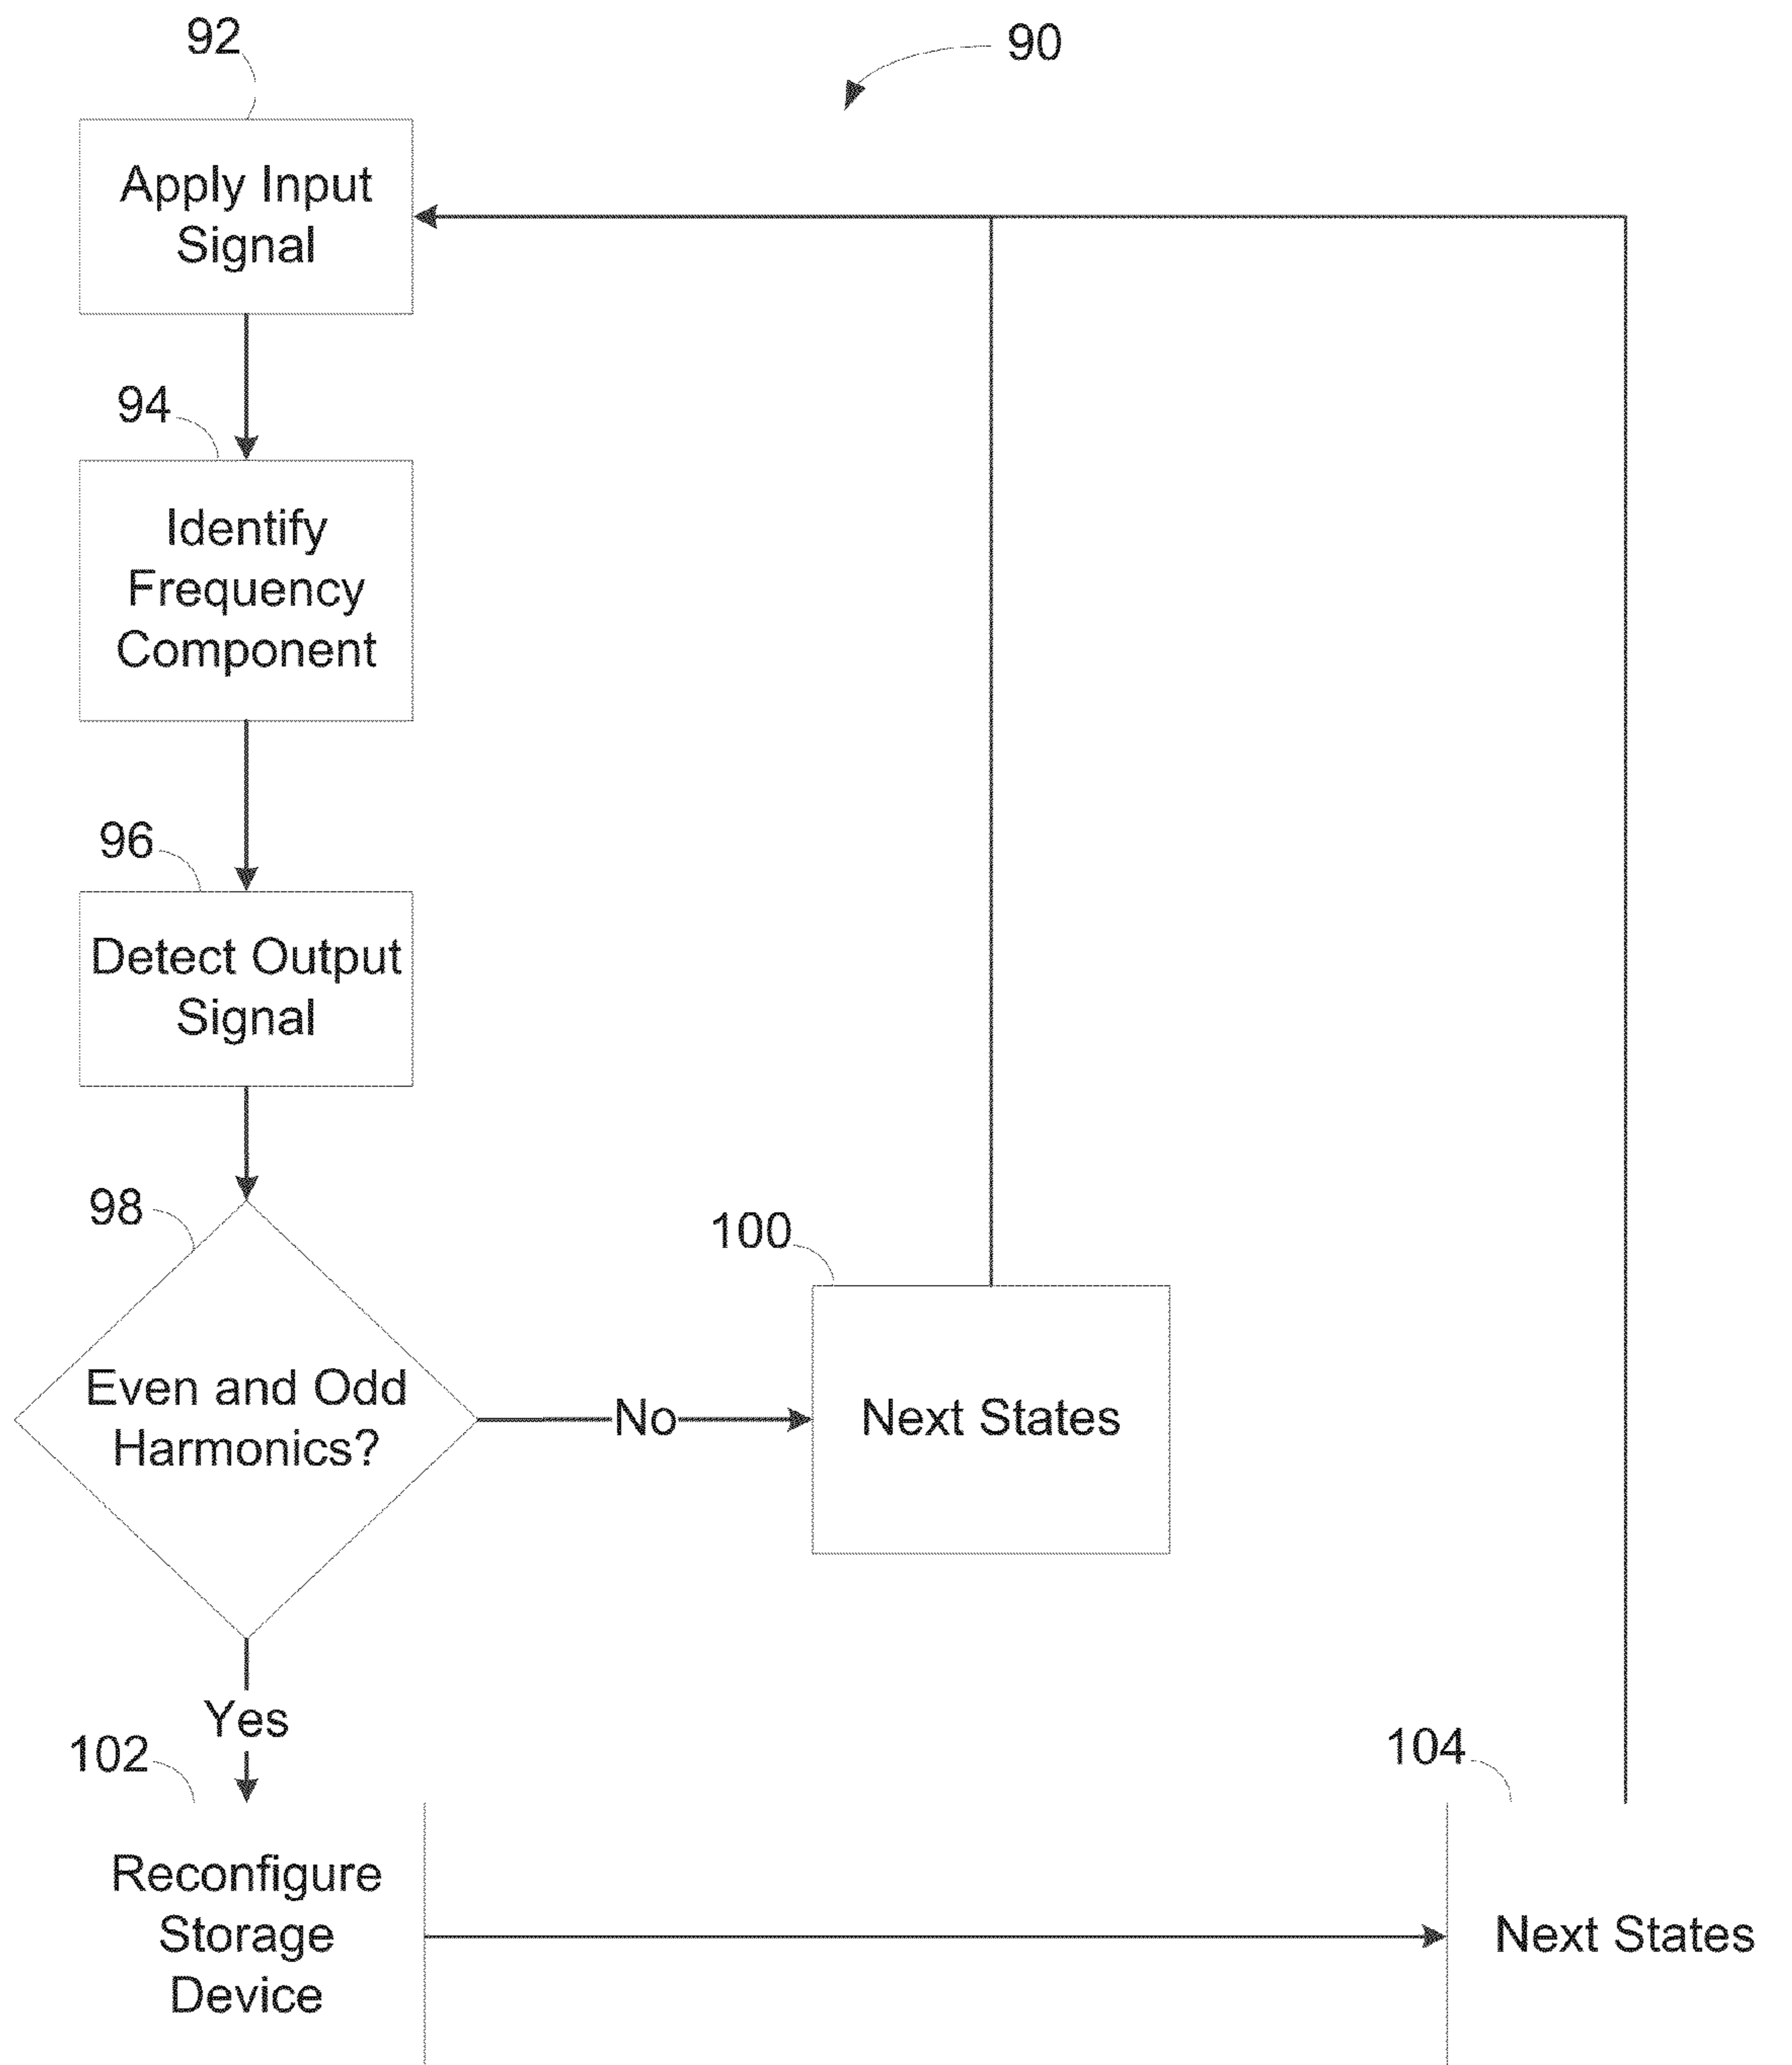 92
90
Apply Input
Signal
94
Identify
Frequency
Component
96
Detect Output
Signal
98
100
Even and Odd
Harmonics?
No
Next States
Yes
102
104
Reconfigure
Storage
Device
Next States